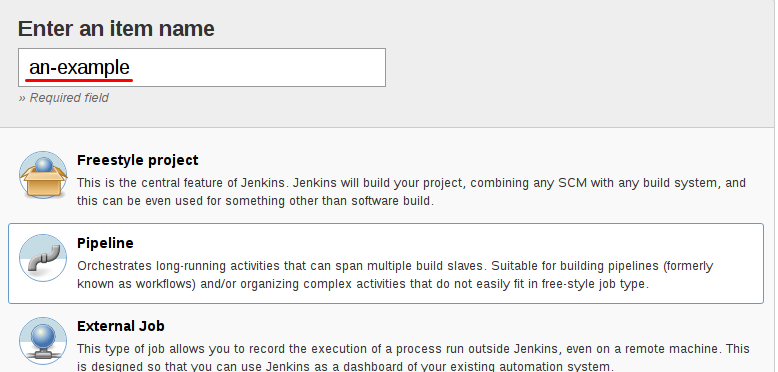 Enter an item name
an-example
» Required field
Freestyle project
This is the central feature of Jenkins. Jenkins will build your project, combining any SCM with any build system, and
this can be even used for something other than software build.
Pipeline
Orchestrates long-running activities that can span multiple build slaves. Suitable for building pipelines (formerly
known as workflows) and/or organizing complex activities that do not easily fit in free-style job type.
External Job
This type of job allows you to record the execution of a process run outside Jenkins, even on a remote machine. This
is designed so that you can use Jenkins as a dashboard of your existing automation system.